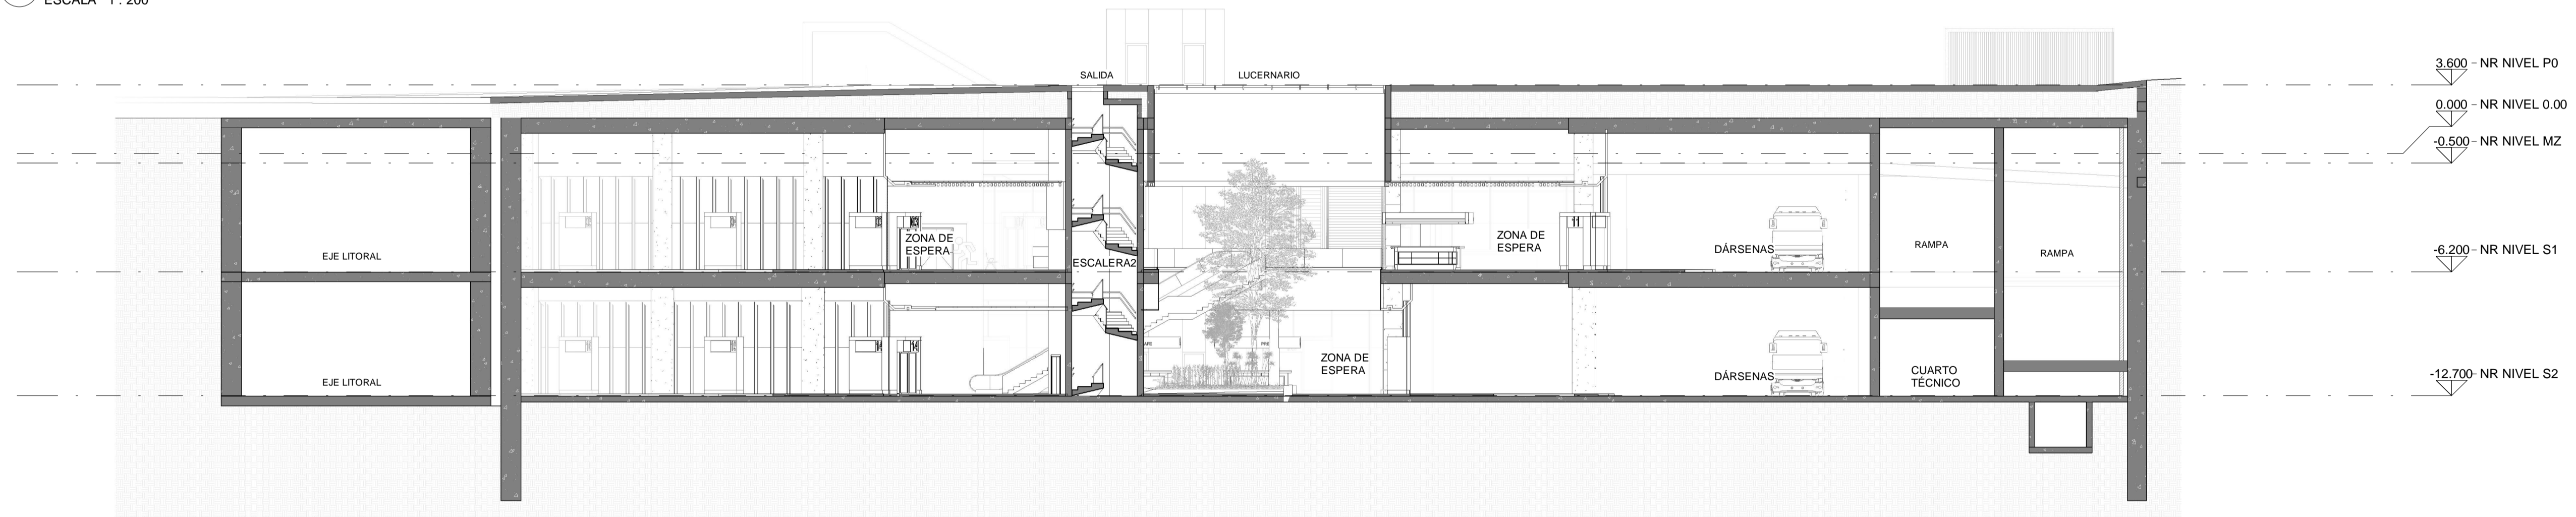 ESCALA 1 : 200
SALIDA
LUCERNARIO
3.600 - NR NIVEL P0
0.000 - NR NIVEL 0.00
-0.500 - NR NIVEL MZ
ZONA DE
ESPERA
ZONA DE
ESPERA
11
EJE LITORAL
ESCALERA2
DÁRSENAS
RAMPA
RAMPA
-6.200 - NR NIVEL S1
14
ZONA DE
ESPERA
EJE LITORAL
DÁRSENAS
CUARTO
TÉCNICO
-12.700 - NR NIVEL S2